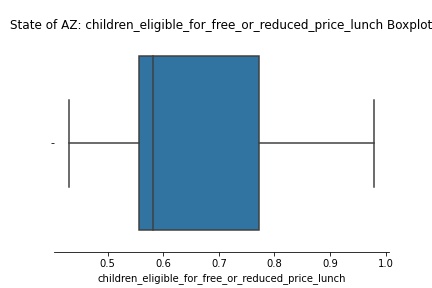 State of AZ: children_eligible_for_free_or_reduced_price_lunch Boxplot
0.5 0.6 0.7 0.8 0.9 1.0
children_eligible_for_free_or_reduced_price_lunch